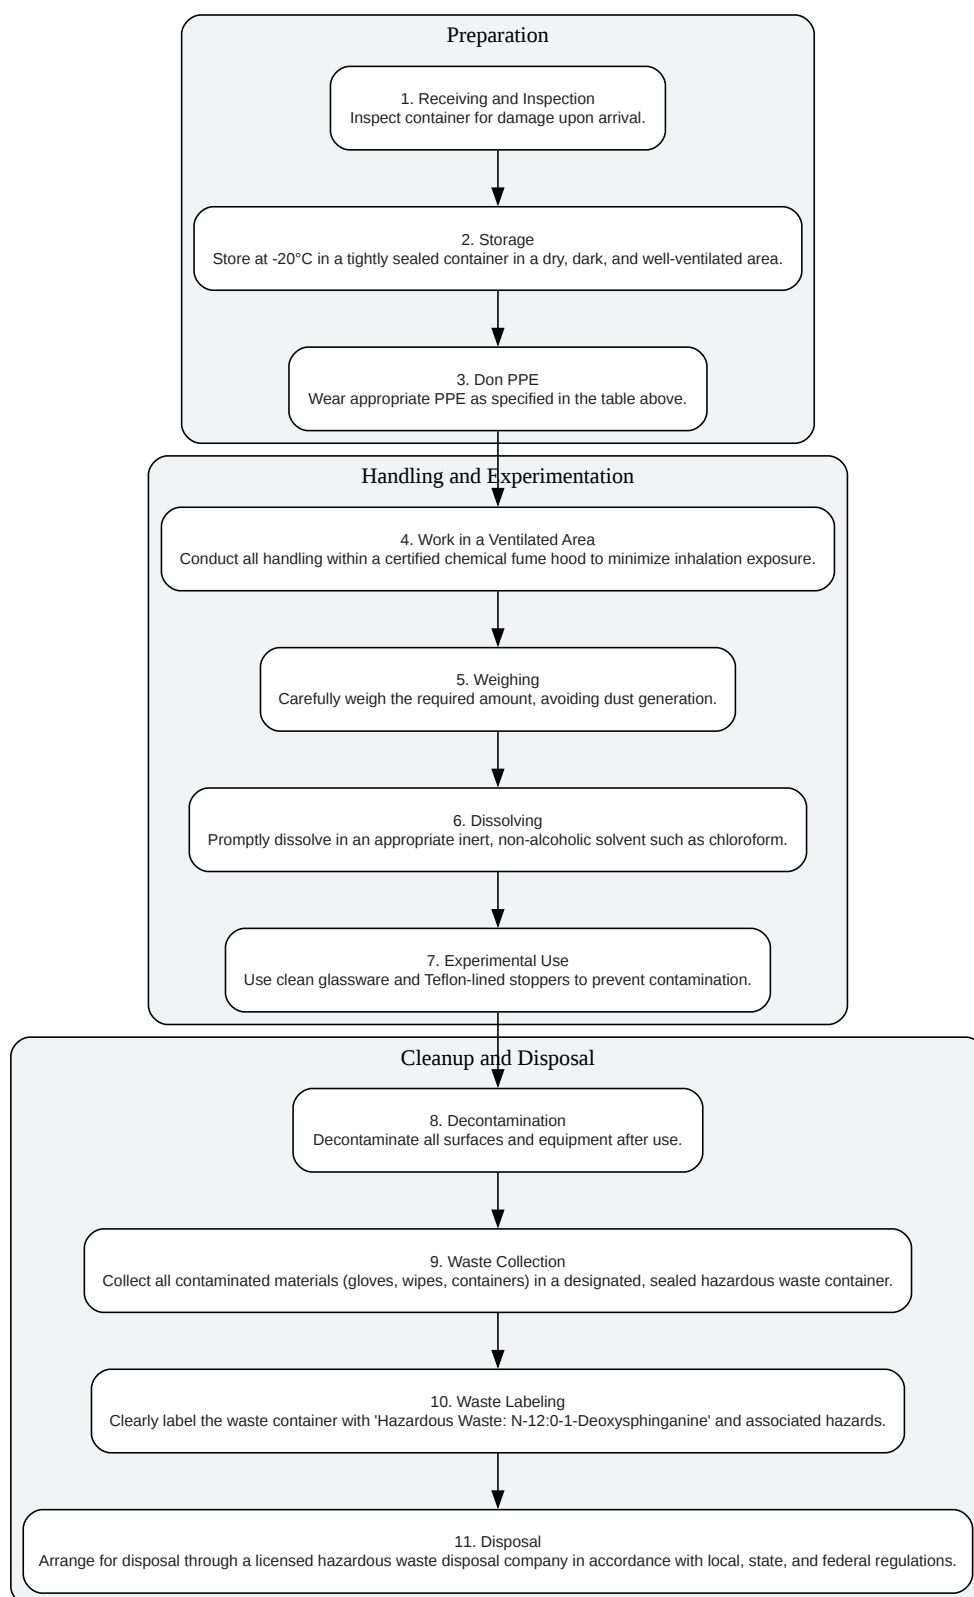 Preparation
1. Receiving and Inspection
Inspect container for damage upon arrival.
2. Storage
Store at -20°C in a tightly sealed container in a dry, dark, and well-ventilated area.
3. Don PPE
Wear appropriate PPE as specified in the table above.
Handling and Experimentation
4. Work in a Ventilated Area
Conduct all handling within a certified chemical fume hood to minimize inhalation exposure.
5. Weighing
Carefully weigh the required amount, avoiding dust generation.
6. Dissolving
Promptly dissolve in an appropriate inert, non-alcoholic solvent such as chloroform.
7. Experimental Use
Use clean glassware and Teflon-lined stoppers to prevent contamination.
Cleanup and Disposal
8. Decontamination
Decontaminate all surfaces and equipment after use.
9. Waste Collection
Collect all contaminated materials (gloves, wipes, containers) in a designated, sealed hazardous waste container.
10. Waste Labeling
Clearly label the waste container with 'Hazardous Waste: N-12:0-1-Deoxysphinganine' and associated hazards.
11. Disposal
Arrange for disposal through a licensed hazardous waste disposal company in accordance with local, state, and federal regulations.